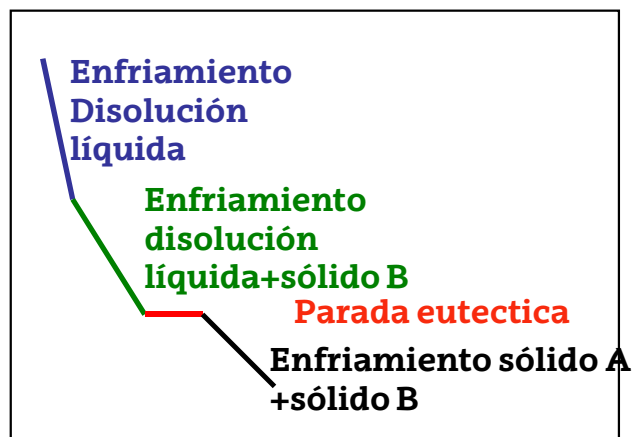 Enfriamiento
Disolución
líquida
Enfriamiento
disolución
líquida+sólido B
Parada eutectica
Enfriamiento sólido A
+sólido B